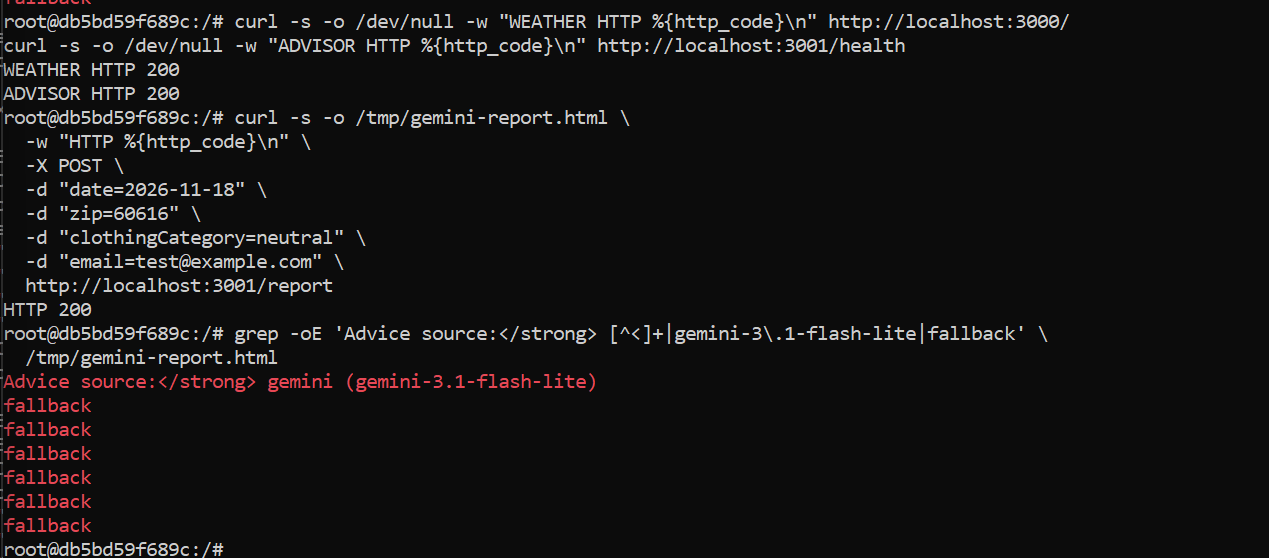 fallback
root@db5bd59f689c:/# curl -s -o /dev/null -w "WEATHER HTTP %{http_code}\n" http://localhost:3000/
curl -s -o /dev/null -w "ADVISOR HTTP %{http_code}\n" http://localhost:3001/health
WEATHER HTTP 200
ADVISOR HTTP 200
root@db5bd59f689c:/# curl -s -o /tmp/gemini-report.html \
  -w "HTTP %{http_code}\n" \
  -X POST \
  -d "date=2026-11-18" \
  -d "zip=60616" \
  -d "clothingCategory=neutral" \
  -d "email=test@example.com" \
  http://localhost:3001/report
HTTP 200
root@db5bd59f689c:/# grep -oE 'Advice source:</strong> [^<]+|gemini-3\.1-flash-lite|fallback' \
  /tmp/gemini-report.html
Advice source:</strong> gemini (gemini-3.1-flash-lite)
fallback
fallback
fallback
fallback
fallback
fallback
root@db5bd59f689c:/#